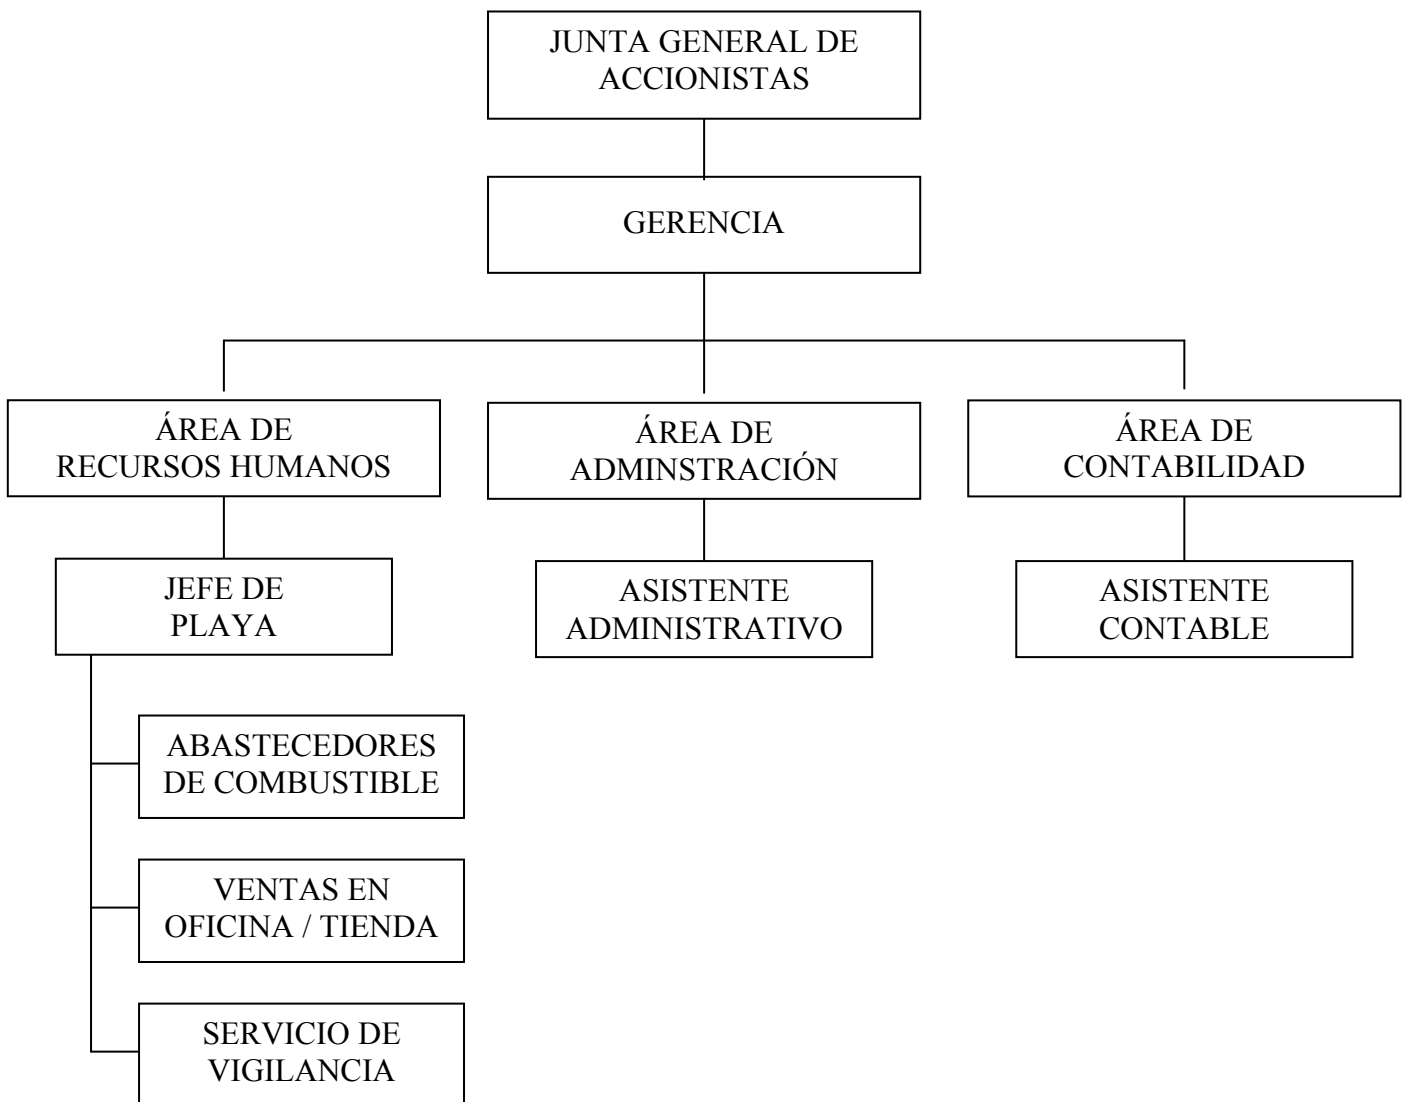 JUNTA GENERAL DE
ACCIONISTAS
GERENCIA
ÁREA DE
RECURSOS HUMANOS
ÁREA DE
ADMINSTRACIÓN
ÁREA DE
CONTABILIDAD
JEFE DE
PLAYA
ASISTENTE
ADMINISTRATIVO
ASISTENTE
CONTABLE
ABASTECEDORES
DE COMBUSTIBLE
VENTAS EN
OFICINA / TIENDA
SERVICIO DE
VIGILANCIA